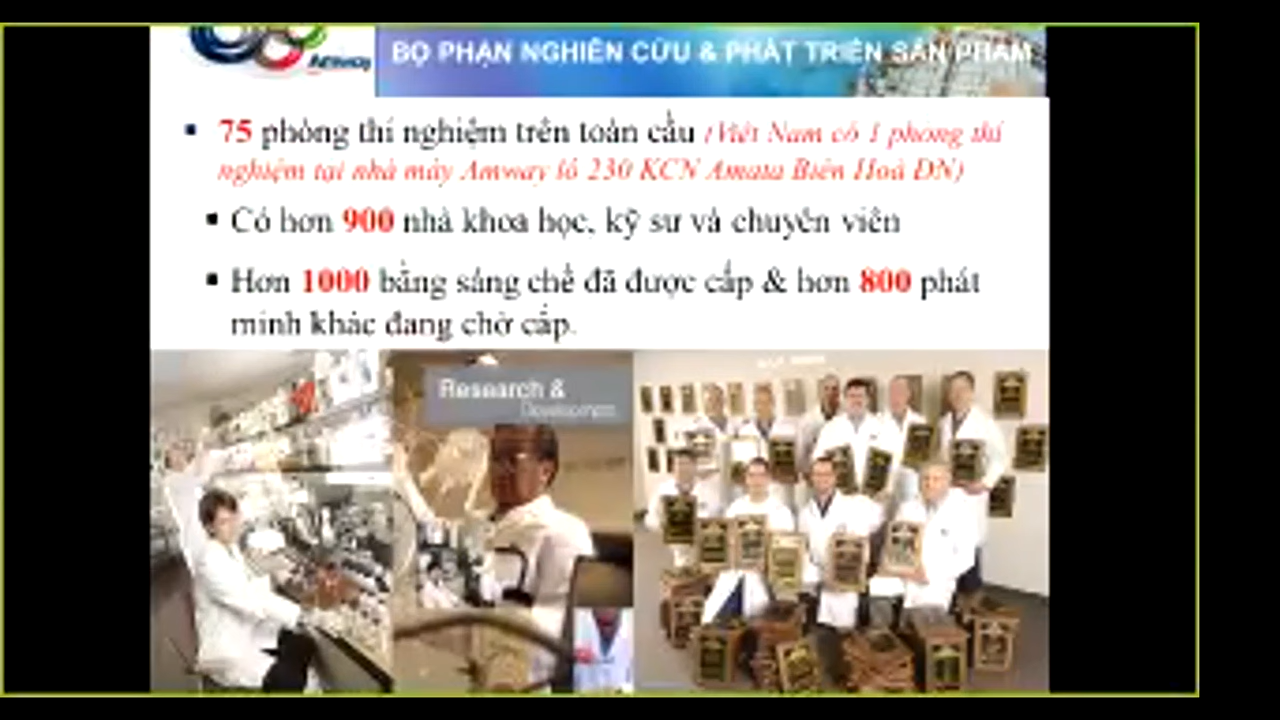 Amway
BỘ PHẬN NGHIÊN CỨU & PHÁT TRIỂN SẢN PHẨM
▪ 75 phòng thí nghiệm trên toàn cầu (Việt Nam có 1 phòng thí
nghiệm tại nhà máy Amway lô 230 KCN Amata Biên Hoà ĐN)
▪ Có hơn 900 nhà khoa học, kỹ sư và chuyên viên
▪ Hơn 1000 bằng sáng chế đã được cấp & hơn 800 phát
minh khác đang chờ cấp.
Research &
Development